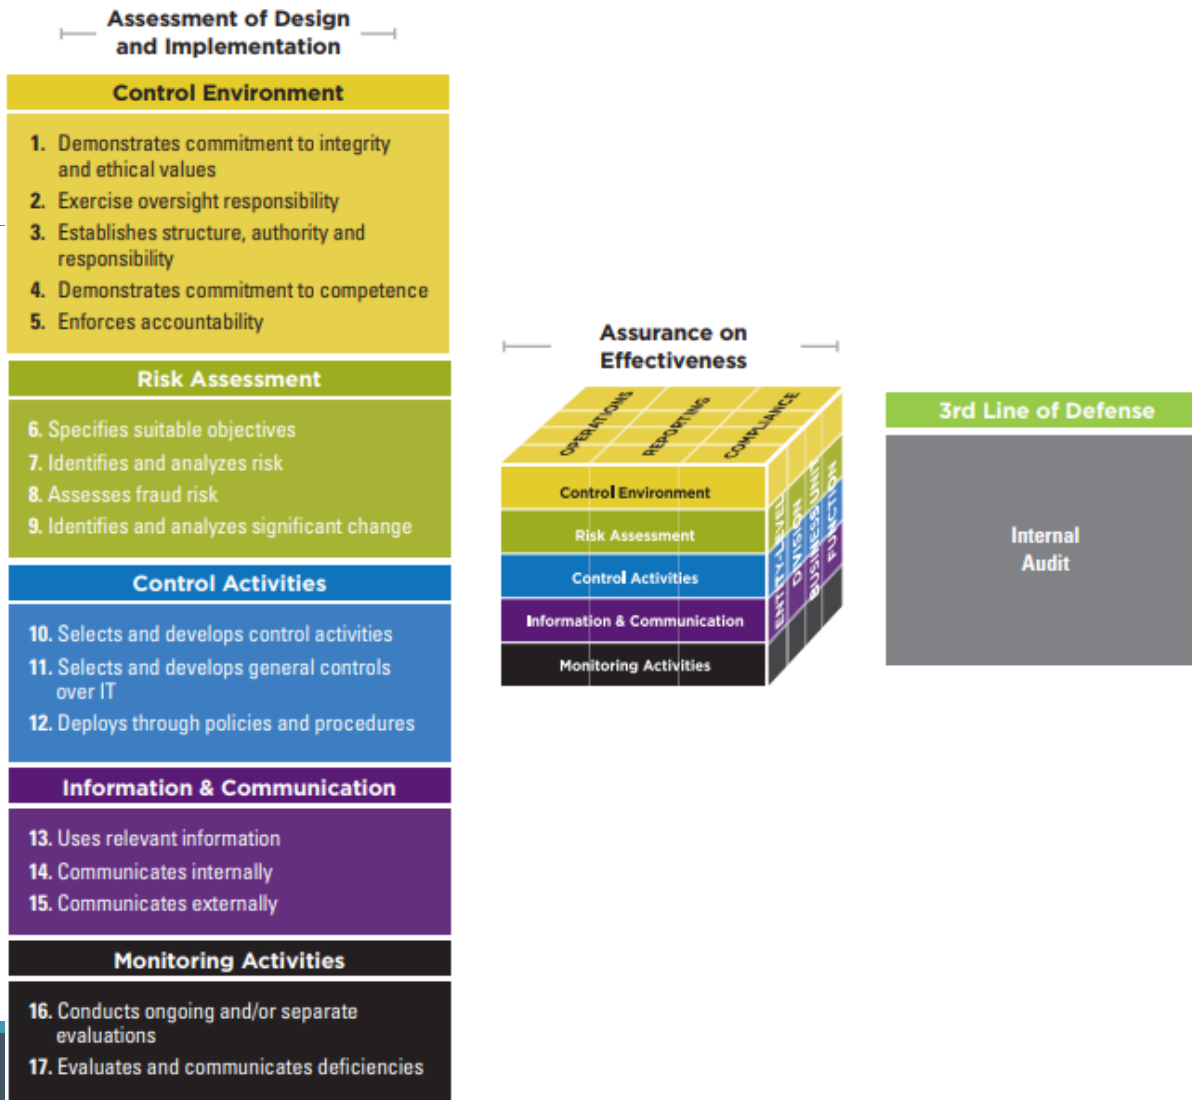 Assessment of Design
and Implementation
Control Environment
1. Demonstrates commitment to integrity
and ethical values
2. Exercise oversight responsibility
3. Establishes structure, authority and
responsibility
4. Demonstrates commitment to competence
5. Enforces accountability
Risk Assessment
6. Specifies suitable objectives
7. Identifies and analyzes risk
8. Assesses fraud risk
9. Identifies and analyzes significant change
Control Activities
10. Selects and develops control activities
11. Selects and develops general controls
over IT
12. Deploys through policies and procedures
Information & Communication
13. Uses relevant information
14. Communicates internally
15. Communicates externally
Monitoring Activities
16. Conducts ongoing and/or separate
evaluations
17. Evaluates and communicates deficiencies
Assurance on
Effectiveness
OPERATIONS
REPORTING
COMPLIANCE
Control Environment
Risk Assessment
Control Activities
Information & Communication
Monitoring Activities
ENTITY-LEVEL
DIVISION
BUSINESS UNIT
FUNCTION
3rd Line of Defense
Internal
Audit